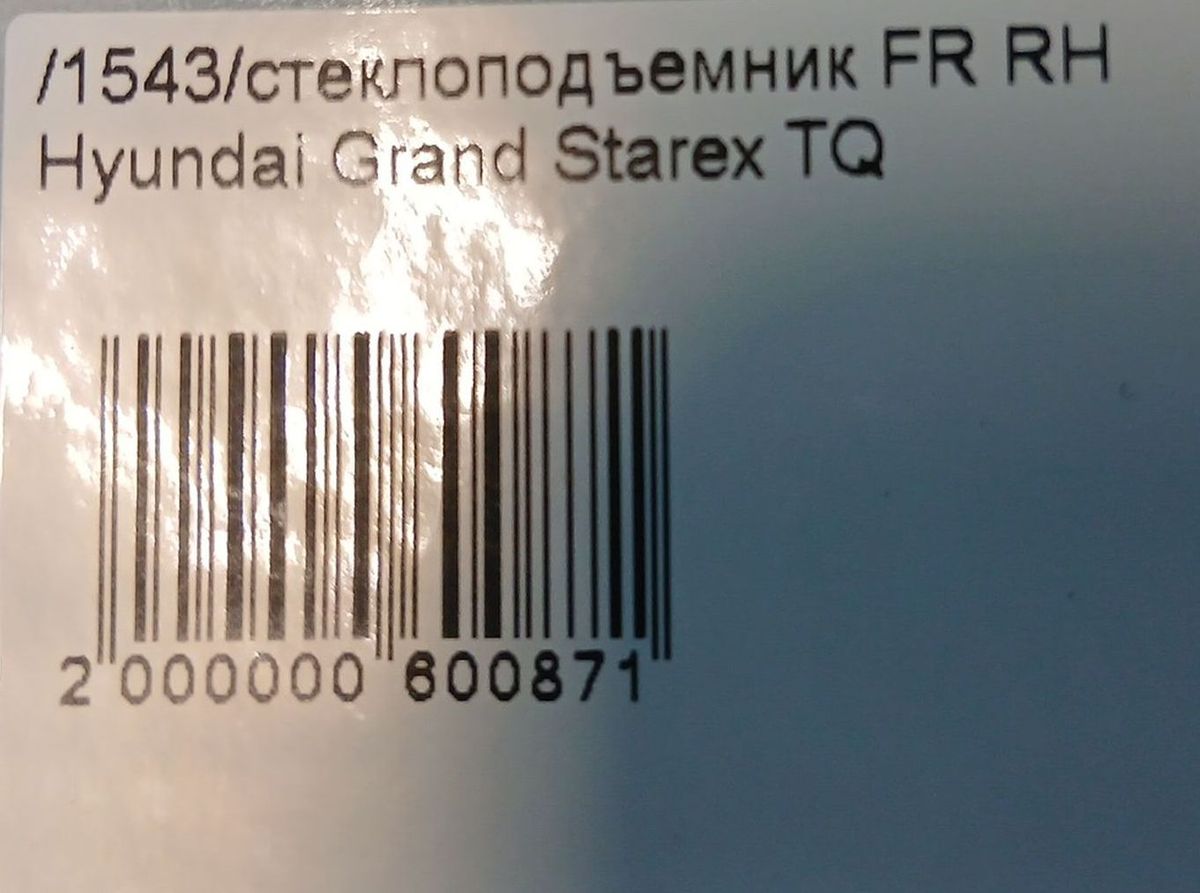 /1543/стеклоподъемник FR RH
Hyundai Grand Starex TQ
2 000000 600871